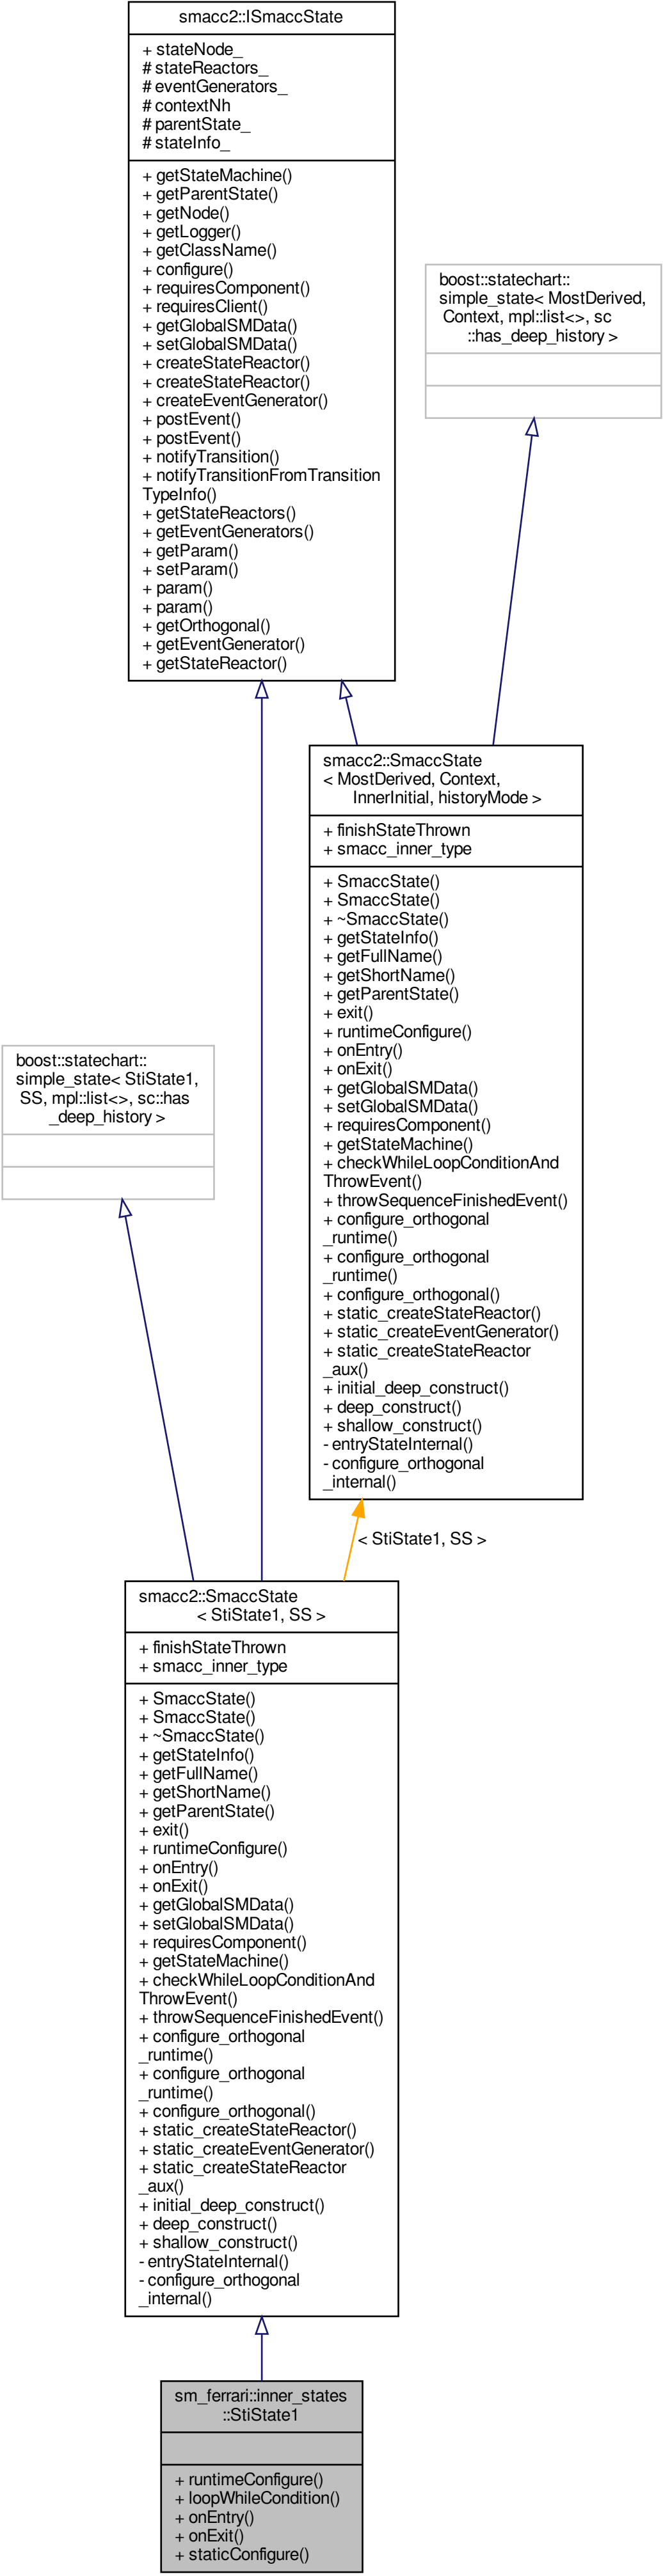 smacc2::ISmaccState
+ stateNode_
# stateReactors_
# eventGenerators_
# contextNh
# parentState_
# stateInfo_
+ getStateMachine()
+ getParentState()
+ getNode()
+ getLogger()
+ getClassName()
+ configure()
+ requiresComponent()
+ requiresClient()
+ getGlobalSMData()
+ setGlobalSMData()
+ createStateReactor()
+ createStateReactor()
+ createEventGenerator()
+ postEvent()
+ postEvent()
+ notifyTransition()
+ notifyTransitionFromTransition
TypeInfo()
+ getStateReactors()
+ getEventGenerators()
+ getParam()
+ setParam()
+ param()
+ param()
+ getOrthogonal()
+ getEventGenerator()
+ getStateReactor()
boost::statechart::
simple_state< MostDerived,
Context, mpl::list<>, sc
::has_deep_history >
smacc2::SmaccState
< MostDerived, Context,
InnerInitial, historyMode >
+ finishStateThrown
+ smacc_inner_type
+ SmaccState()
+ SmaccState()
+ ~SmaccState()
+ getStateInfo()
+ getFullName()
+ getShortName()
+ getParentState()
+ exit()
+ runtimeConfigure()
+ onEntry()
+ onExit()
+ getGlobalSMData()
+ setGlobalSMData()
+ requiresComponent()
+ getStateMachine()
+ checkWhileLoopConditionAnd
ThrowEvent()
+ throwSequenceFinishedEvent()
+ configure_orthogonal
_runtime()
+ configure_orthogonal
_runtime()
+ configure_orthogonal()
+ static_createStateReactor()
+ static_createEventGenerator()
+ static_createStateReactor
_aux()
+ initial_deep_construct()
+ deep_construct()
+ shallow_construct()
- entryStateInternal()
- configure_orthogonal
_internal()
boost::statechart::
simple_state< StiState1,
SS, mpl::list<>, sc::has
_deep_history >
< StiState1, SS >
smacc2::SmaccState
< StiState1, SS >
+ finishStateThrown
+ smacc_inner_type
+ SmaccState()
+ SmaccState()
+ ~SmaccState()
+ getStateInfo()
+ getFullName()
+ getShortName()
+ getParentState()
+ exit()
+ runtimeConfigure()
+ onEntry()
+ onExit()
+ getGlobalSMData()
+ setGlobalSMData()
+ requiresComponent()
+ getStateMachine()
+ checkWhileLoopConditionAnd
ThrowEvent()
+ throwSequenceFinishedEvent()
+ configure_orthogonal
_runtime()
+ configure_orthogonal
_runtime()
+ configure_orthogonal()
+ static_createStateReactor()
+ static_createEventGenerator()
+ static_createStateReactor
_aux()
+ initial_deep_construct()
+ deep_construct()
+ shallow_construct()
- entryStateInternal()
- configure_orthogonal
_internal()
sm_ferrari::inner_states
::StiState1
+ runtimeConfigure()
+ loopWhileCondition()
+ onEntry()
+ onExit()
+ staticConfigure()